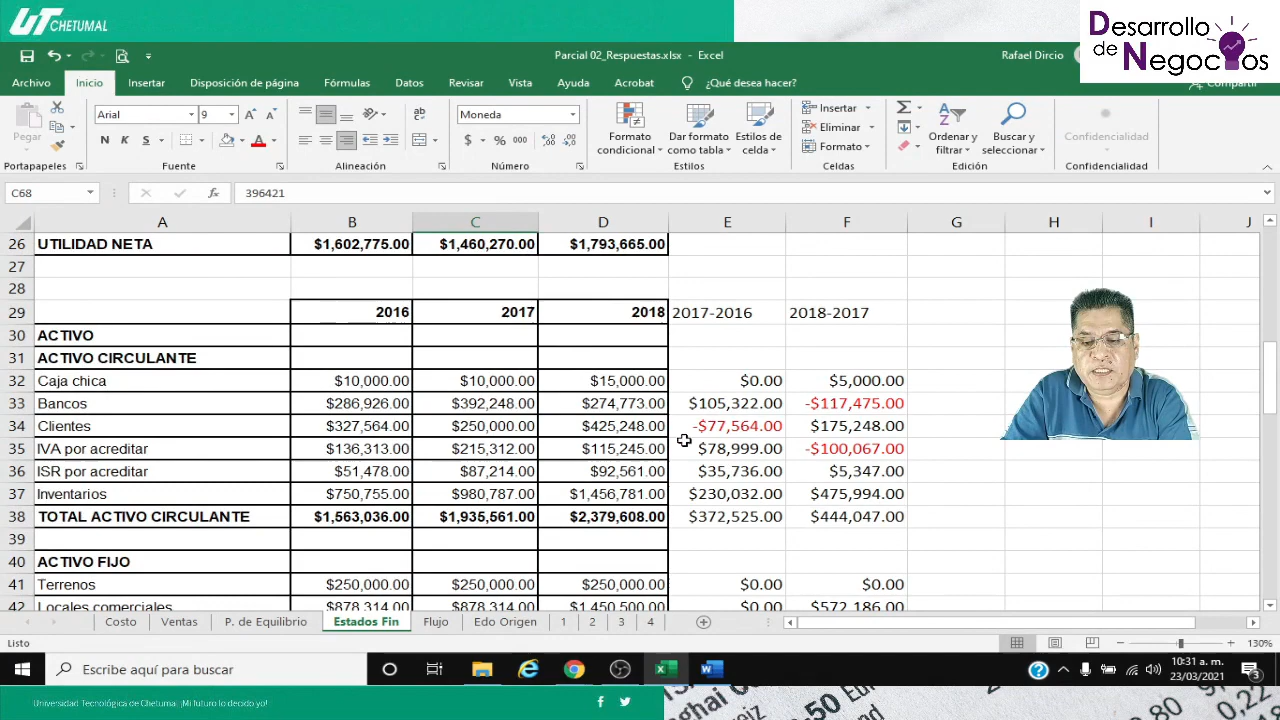 UT CHETUMAL
Desarrollo de Negocios
Parcial 02_Respuestas.xlsx - Excel
Rafael Dircio
Archivo Inicio Insertar Disposición de página Fórmulas Datos Revisar Vista Ayuda Acrobat ¿Qué desea hacer? Compartir
Pegar
Arial 9
N K S
ab
Moneda
$ % 000
Formato condicional
Dar formato como tabla
Estilos de celda
Insertar
Eliminar
Formato
Ordenar y filtrar
Buscar y seleccionar
Confidencialidad
Portapapeles Fuente Alineación Número Estilos Celdas Edición Confidencialidad
C68 fx 396421
A B C D E F G H I J
26 UTILIDAD NETA $1,602,775.00 $1,460,270.00 $1,793,665.00
27
28
29 2016 2017 2018 2017-2016 2018-2017
30 ACTIVO
31 ACTIVO CIRCULANTE
32 Caja chica $10,000.00 $10,000.00 $15,000.00 $0.00 $5,000.00
33 Bancos $286,926.00 $392,248.00 $274,773.00 $105,322.00 -$117,475.00
34 Clientes $327,564.00 $250,000.00 $425,248.00 -$77,564.00 $175,248.00
35 IVA por acreditar $136,313.00 $215,312.00 $115,245.00 $78,999.00 -$100,067.00
36 ISR por acreditar $51,478.00 $87,214.00 $92,561.00 $35,736.00 $5,347.00
37 Inventarios $750,755.00 $980,787.00 $1,456,781.00 $230,032.00 $475,994.00
38 TOTAL ACTIVO CIRCULANTE $1,563,036.00 $1,935,561.00 $2,379,608.00 $372,525.00 $444,047.00
39
40 ACTIVO FIJO
41 Terrenos $250,000.00 $250,000.00 $250,000.00 $0.00 $0.00
42 Locales comerciales $878,314.00 $878,314.00 $1,450,500.00 $0.00 $572,186.00
Costo Ventas P. de Equilibrio Estados Fin Flujo Edo Origen 1 2 3 4
Listo 130%
Escribe aquí para buscar
10:31 a. m.
23/03/2021
3
Universidad Tecnológica de Chetumal. ¡Mi futuro lo decido yo!